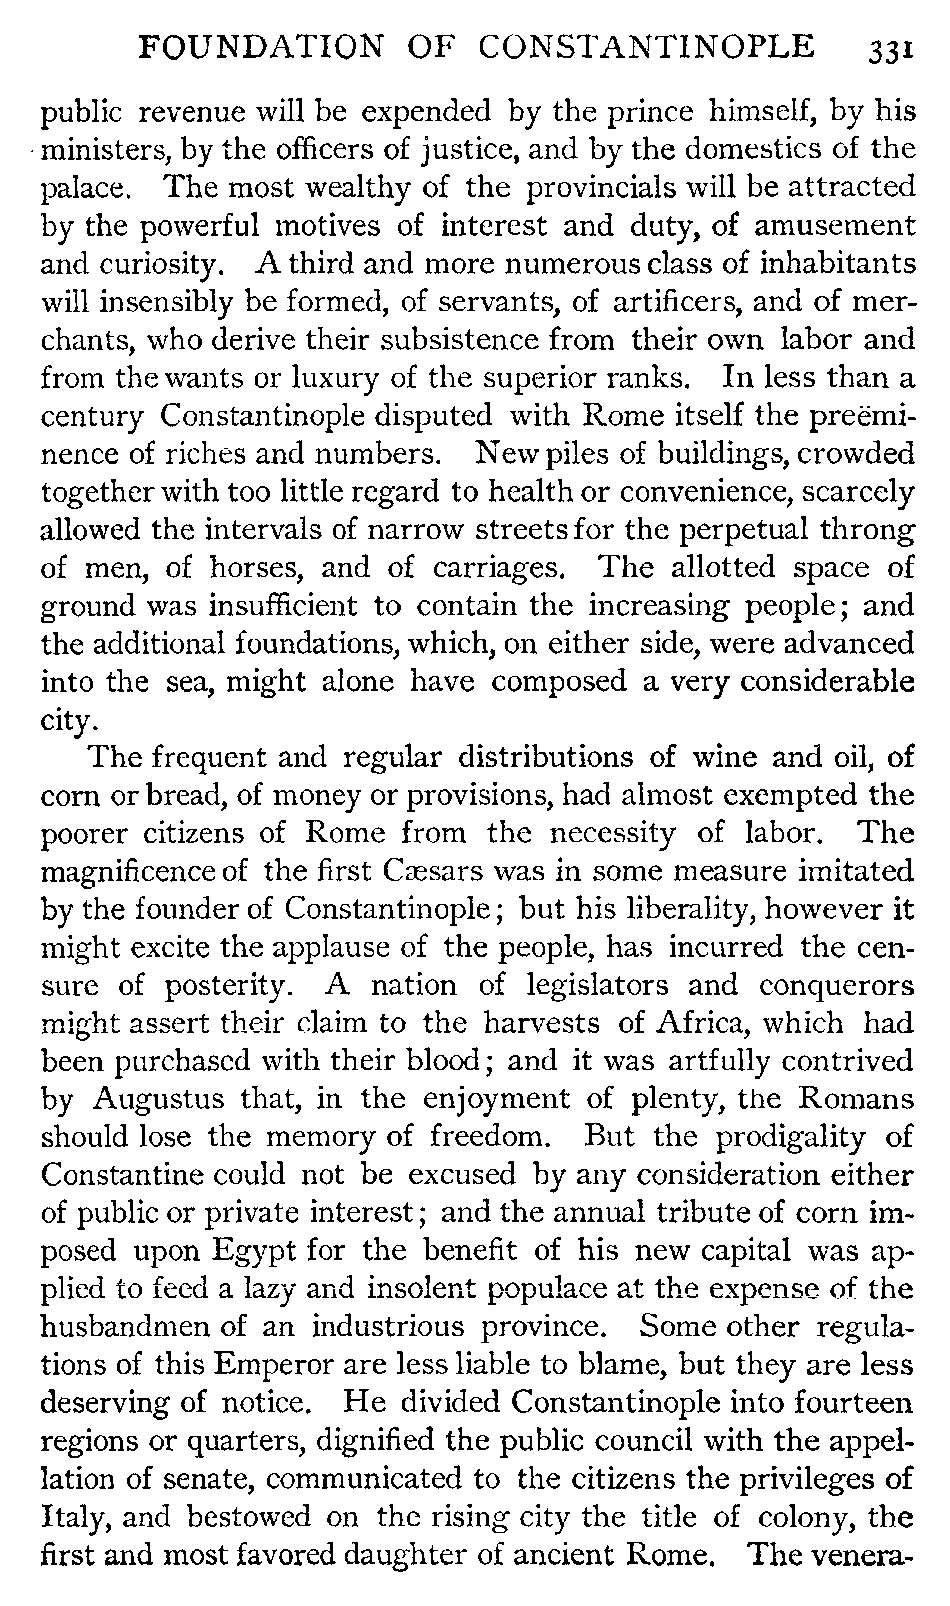 FOUNDATION OF CONSTANTINOPLE 331
public revenue will be expended by the prince himself, by his
ministers, by the officers of justice, and by the domestics of the
palace. The most wealthy of the provincials will be attracted
by the powerful motives of interest and duty, of amusement
and curiosity. A third and more numerous class of inhabitants
will insensibly be formed, of servants, of artificers, and of mer-
chants, who derive their subsistence from their own labor and
from the wants or luxury of the superior ranks. In less than a
century Constantinople disputed with Rome itself the preëmi-
nence of riches and numbers. New piles of buildings, crowded
together with too little regard to health or convenience, scarcely
allowed the intervals of narrow streets for the perpetual throng
of men, of horses, and of carriages. The allotted space of
ground was insufficient to contain the increasing people; and
the additional foundations, which, on either side, were advanced
into the sea, might alone have composed a very considerable
city.
The frequent and regular distributions of wine and oil, of
corn or bread, of money or provisions, had almost exempted the
poorer citizens of Rome from the necessity of labor. The
magnificence of the first Cæsars was in some measure imitated
by the founder of Constantinople; but his liberality, however it
might excite the applause of the people, has incurred the cen-
sure of posterity. A nation of legislators and conquerors
might assert their claim to the harvests of Africa, which had
been purchased with their blood; and it was artfully contrived
by Augustus that, in the enjoyment of plenty, the Romans
should lose the memory of freedom. But the prodigality of
Constantine could not be excused by any consideration either
of public or private interest; and the annual tribute of corn im-
posed upon Egypt for the benefit of his new capital was ap-
plied to feed a lazy and insolent populace at the expense of the
husbandmen of an industrious province. Some other regula-
tions of this Emperor are less liable to blame, but they are less
deserving of notice. He divided Constantinople into fourteen
regions or quarters, dignified the public council with the appel-
lation of senate, communicated to the citizens the privileges of
Italy, and bestowed on the rising city the title of colony, the
first and most favored daughter of ancient Rome. The venera-